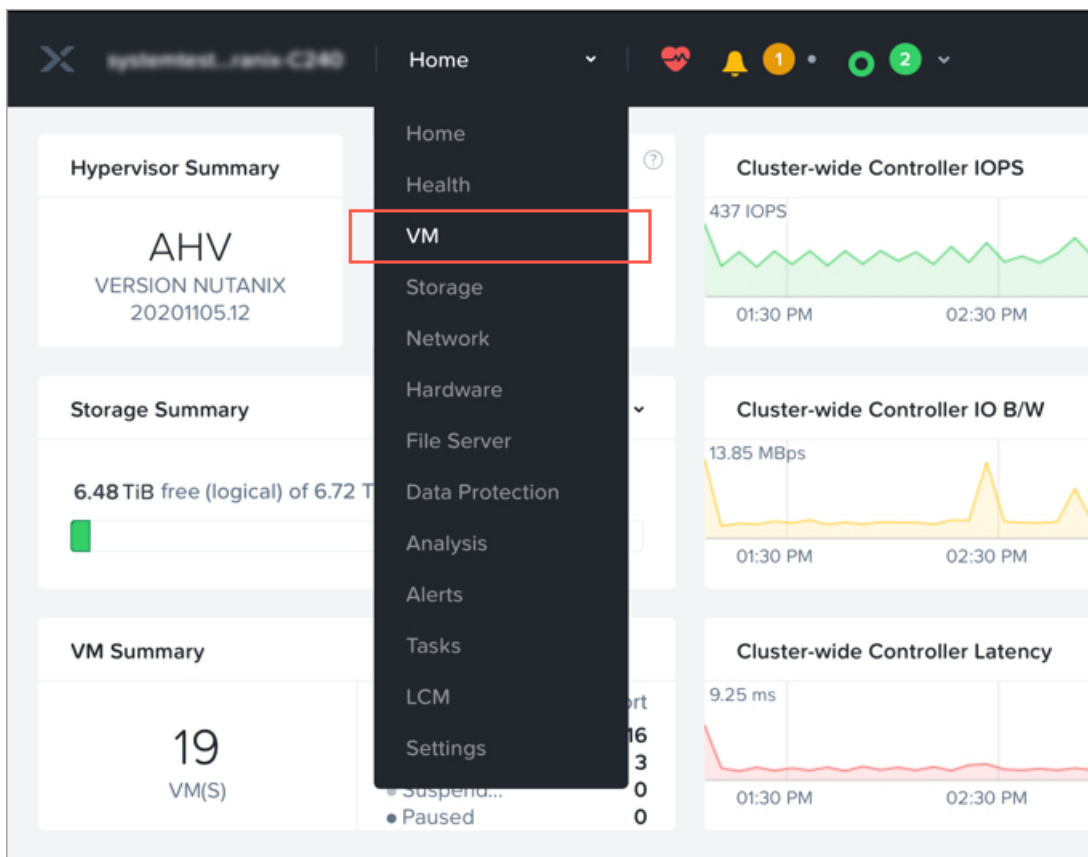 Home
1
2
Home
Health
VM
Storage
Network
Hardware
File Server
Data Protection
Analysis
Alerts
Tasks
LCM
Settings
Hypervisor Summary
AHV
VERSION NUTANIX
20201105.12
?
Cluster-wide Controller IOPS
437 IOPS
01:30 PM 02:30 PM
Storage Summary
6.48 TiB free (logical) of 6.72 T
Cluster-wide Controller IO B/W
13.85 MBps
01:30 PM 02:30 PM
VM Summary
19
VM(S)
16
3
Suspend... 0
Paused 0
Cluster-wide Controller Latency
9.25 ms
01:30 PM 02:30 PM